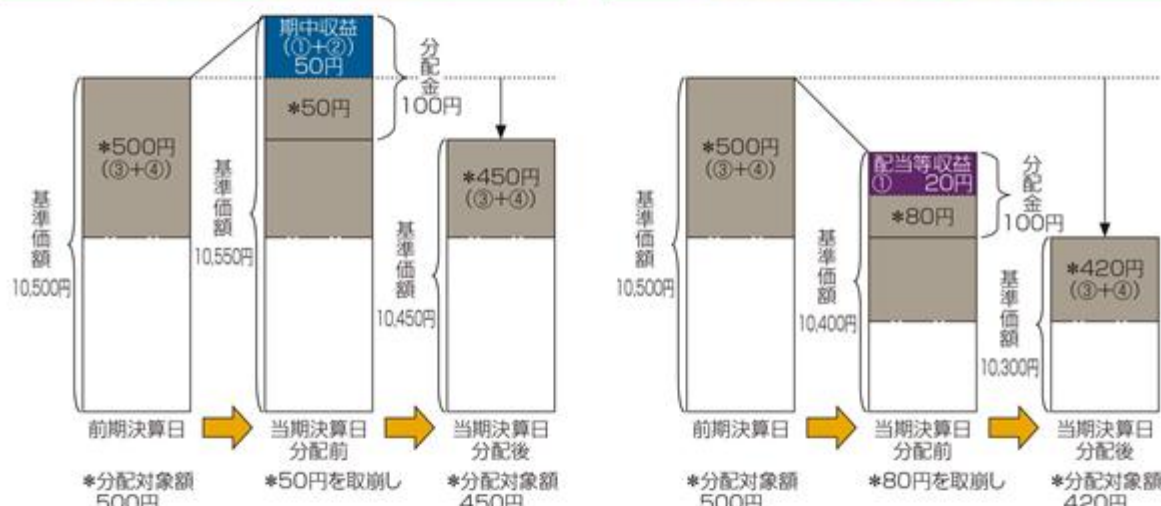 期中収益
(①+②)
50円
*50円
分配金
100円
*500円
(③+④)
*450円
(③+④)
基準価額
10,500円
基準価額
10,550円
基準価額
10,450円
前期決算日
当期決算日
分配前
当期決算日
分配後
*分配対象額
500円
*50円を取崩し
*分配対象額
450円
*500円
(③+④)
配当等収益
① 20円
*80円
分配金
100円
*420円
(③+④)
基準価額
10,500円
基準価額
10,400円
基準価額
10,300円
前期決算日
当期決算日
分配前
当期決算日
分配後
*分配対象額
500円
*80円を取崩し
*分配対象額
420円